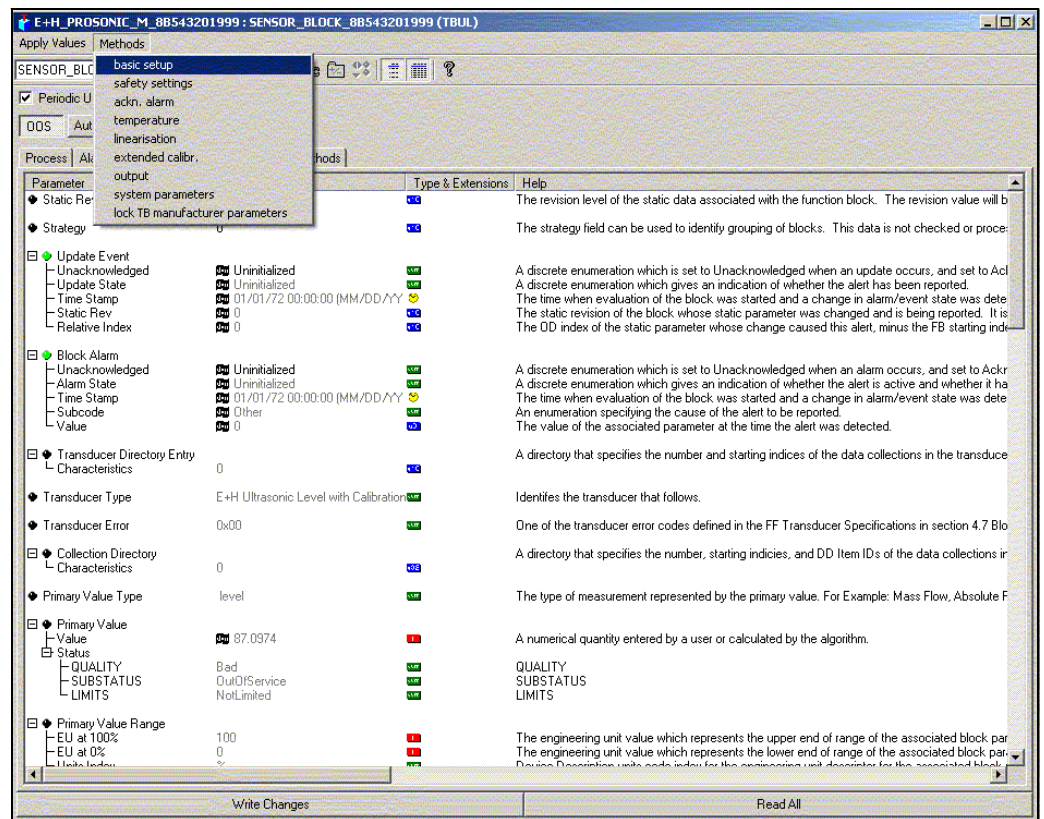 E+H_PROSONIC_M_8B543201999 : SENSOR_BLOCK_8B543201999 (TBUL)
Apply Values Methods
SENSOR_BLO
basic setup
safety settings
ackn. alarm
temperature
linearisation
extended calibr.
output
system parameters
lock TB manufacturer parameters
Periodic U
OOS Aut
Process Ala hods
Parameter Type & Extensions Help
Static Re The revision level of the static data associated with the function block. The revision value will b
Strategy 0 The strategy field can be used to identify grouping of blocks. This data is not checked or proce
Update Event
Unacknowledged Uninitialized A discrete enumeration which is set to Unacknowledged when an update occurs, and set to Acl
Update State Uninitialized A discrete enumeration which gives an indication of whether the alert has been reported.
Time Stamp 01/01/72 00:00:00 (MM/DD/YY The time when evaluation of the block was started and a change in alarm/event state was dete
Static Rev 0 The static revision of the block whose static parameter was changed and is being reported. It is
Relative Index 0 The OD index of the static parameter whose change caused this alert, minus the FB starting inde
Block Alarm
Unacknowledged Uninitialized A discrete enumeration which is set to Unacknowledged when an alarm occurs, and set to Ackr
Alarm State Uninitialized A discrete enumeration which gives an indication of whether the alert is active and whether it ha
Time Stamp 01/01/72 00:00:00 (MM/DD/YY The time when evaluation of the block was started and a change in alarm/event state was dete
Subcode Other An enumeration specifying the cause of the alert to be reported.
Value 0 The value of the associated parameter at the time the alert was detected.
Transducer Directory Entry A directory that specifies the number and starting indices of the data collections in the transduce
Characteristics 0
Transducer Type E+H Ultrasonic Level with Calibration Identifes the transducer that follows.
Transducer Error 0x00 One of the transducer error codes defined in the FF Transducer Specifications in section 4.7 Blo
Collection Directory A directory that specifies the number, starting indicies, and DD Item IDs of the data collections in
Characteristics 0
Primary Value Type level The type of measurement represented by the primary value. For Example: Mass Flow, Absolute P
Primary Value
Value 87.0974 A numerical quantity entered by a user or calculated by the algorithm.
Status
QUALITY Bad QUALITY
SUBSTATUS OutOfService SUBSTATUS
LIMITS NotLimited LIMITS
Primary Value Range
EU at 100% 100 The engineering unit value which represents the upper end of range of the associated block par
EU at 0% 0 The engineering unit value which represents the lower end of range of the associated block par
Units Index % Device Description units code index for the engineering unit descriptor for the associated block
Write Changes Read All